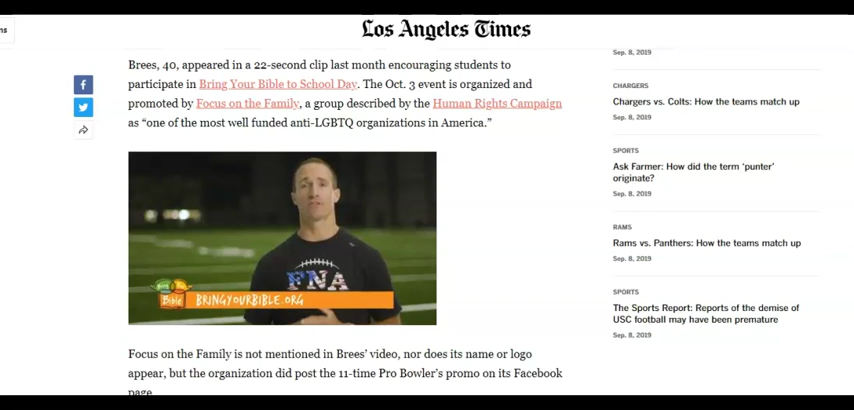 ns
Los Angeles Times
Brees, 40, appeared in a 22-second clip last month encouraging students to
participate in Bring Your Bible to School Day. The Oct. 3 event is organized and
promoted by Focus on the Family, a group described by the Human Rights Campaign
as “one of the most well funded anti-LGBTQ organizations in America.”
FNA
Bible
BRINGYOURBIBLE.ORG
Focus on the Family is not mentioned in Brees’ video, nor does its name or logo
appear, but the organization did post the 11-time Pro Bowler’s promo on its Facebook
page.
Sep. 8, 2019
CHARGERS
Chargers vs. Colts: How the teams match up
Sep. 8, 2019
SPORTS
Ask Farmer: How did the term ‘punter’
originate?
Sep. 8, 2019
RAMS
Rams vs. Panthers: How the teams match up
Sep. 8, 2019
SPORTS
The Sports Report: Reports of the demise of
USC football may have been premature
Sep. 8, 2019